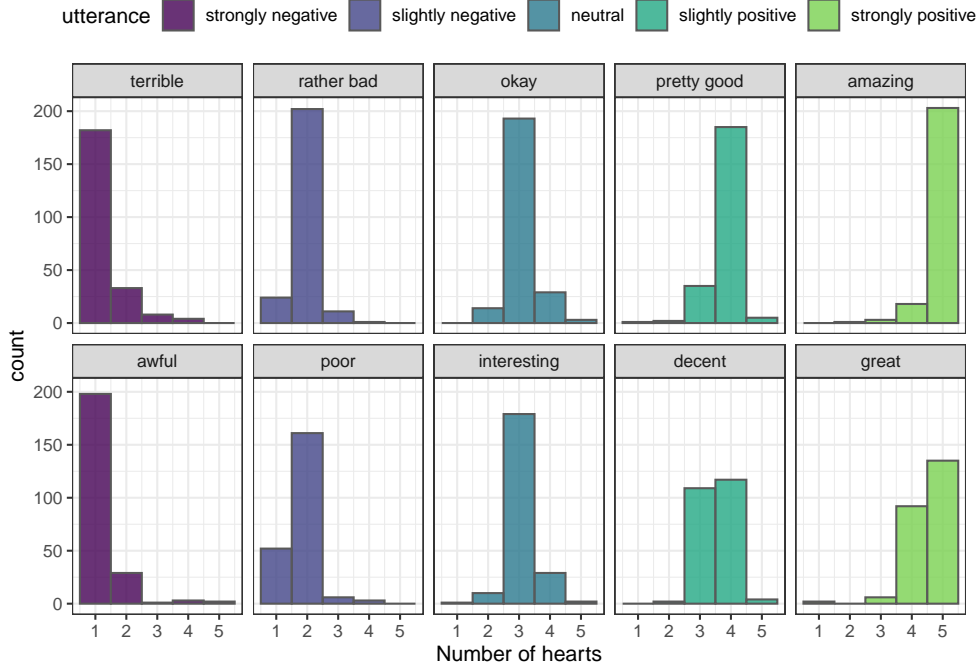 utterance strongly negative slightly negative neutral slightly positive strongly positive
terrible rather bad okay pretty good amazing
200
150
100
50
0
awful poor interesting decent great
200
150
100
50
0
1 2 3 4 5 1 2 3 4 5 1 2 3 4 5 1 2 3 4 5 1 2 3 4 5
Number of hearts
count